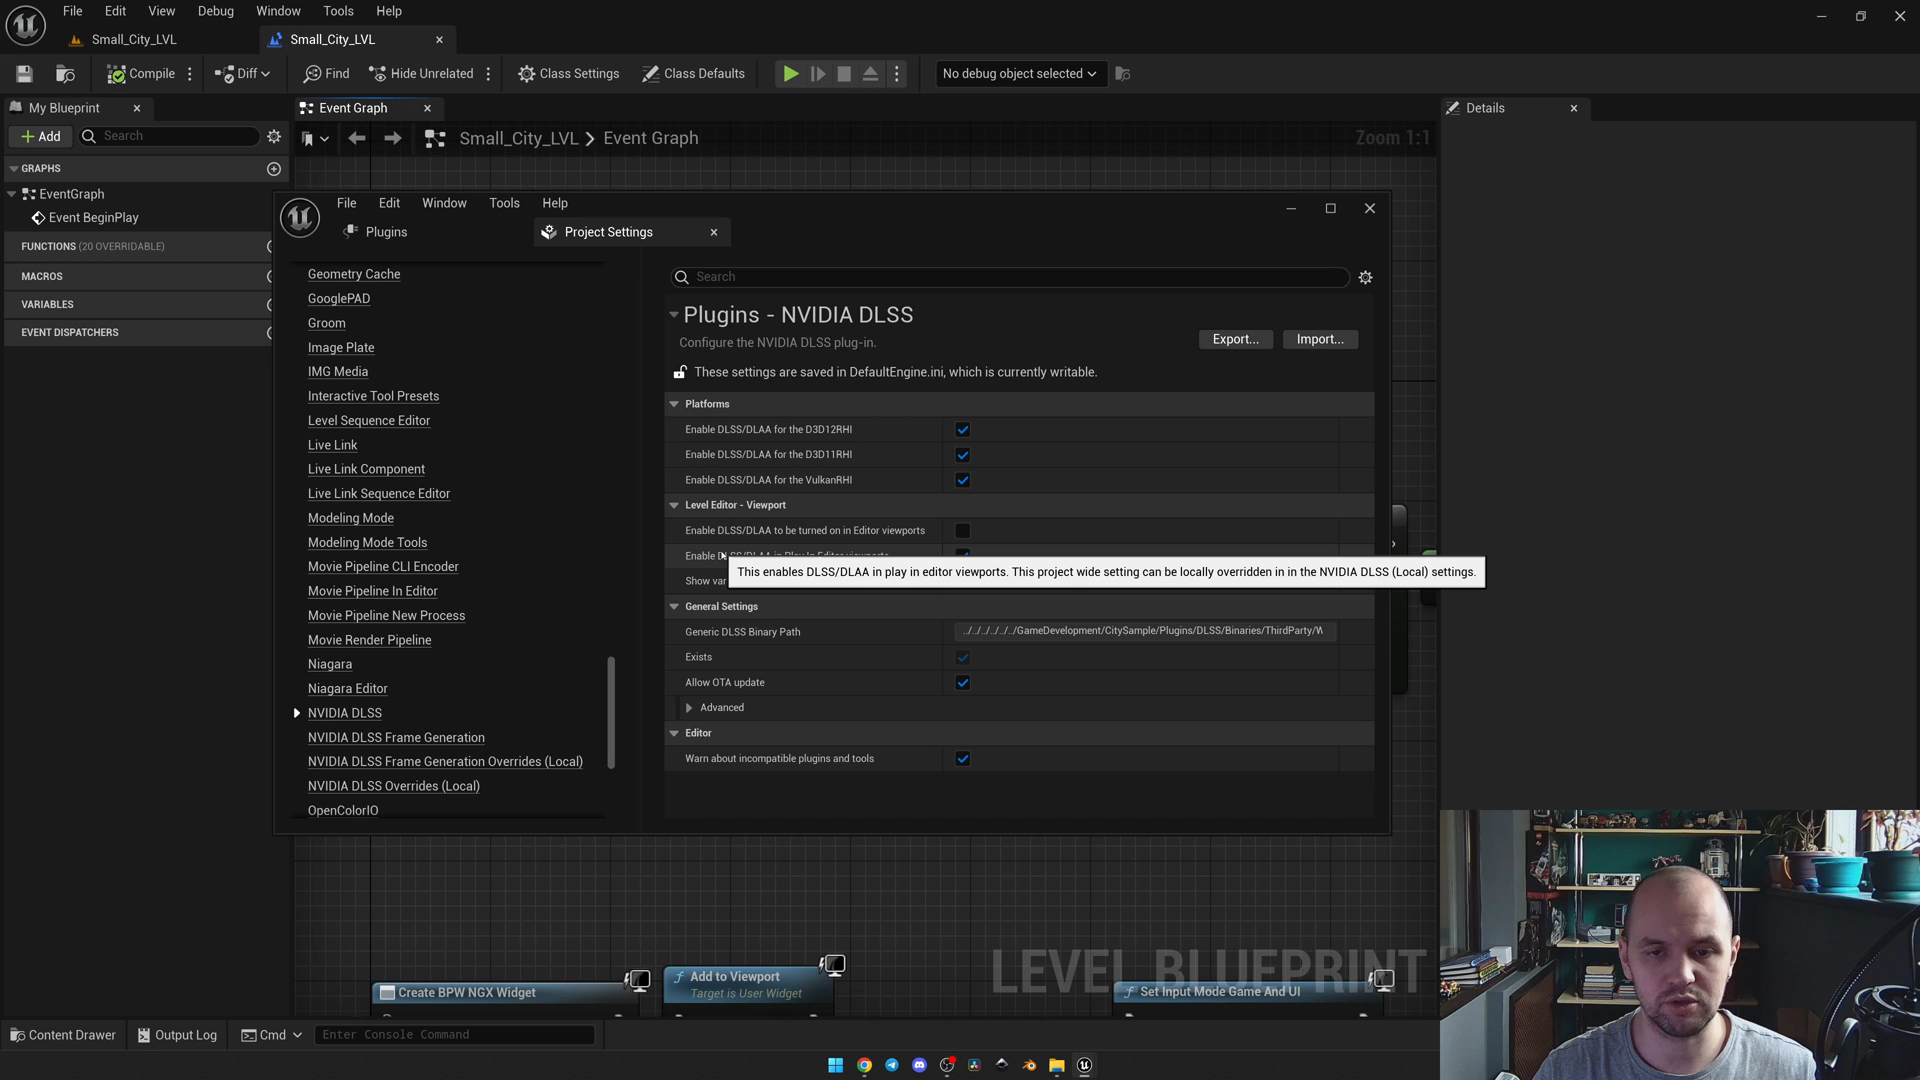 File Edit View Debug Window Tools Help
Small_City_LVL
Small_City_LVL
Compile
Diff
Find
Hide Unrelated
Class Settings
Class Defaults
No debug object selected
My Blueprint
Event Graph
Details
Add
Search
Small_City_LVL > Event Graph
Zoom 1:1
GRAPHS
EventGraph
Event BeginPlay
FUNCTIONS (20 OVERRIDABLE)
MACROS
VARIABLES
EVENT DISPATCHERS
File Edit Window Tools Help
Plugins
Project Settings
Geometry Cache
GooglePAD
Groom
Image Plate
IMG Media
Interactive Tool Presets
Level Sequence Editor
Live Link
Live Link Component
Live Link Sequence Editor
Modeling Mode
Modeling Mode Tools
Movie Pipeline CLI Encoder
Movie Pipeline In Editor
Movie Pipeline New Process
Movie Render Pipeline
Niagara
Niagara Editor
NVIDIA DLSS
NVIDIA DLSS Frame Generation
NVIDIA DLSS Frame Generation Overrides (Local)
NVIDIA DLSS Overrides (Local)
OpenColorIO
Search
Plugins - NVIDIA DLSS
Configure the NVIDIA DLSS plug-in.
Export...
Import...
These settings are saved in DefaultEngine.ini, which is currently writable.
Platforms
Enable DLSS/DLAA for the D3D12RHI
Enable DLSS/DLAA for the D3D11RHI
Enable DLSS/DLAA for the VulkanRHI
Level Editor - Viewport
Enable DLSS/DLAA to be turned on in Editor viewports
Enable DLSS/DLAA in Play In Editor viewports
This enables DLSS/DLAA in play in editor viewports. This project wide setting can be locally overridden in in the NVIDIA DLSS (Local) settings.
Show var
General Settings
Generic DLSS Binary Path
../../../../../GameDevelopment/CitySample/Plugins/DLSS/Binaries/ThirdParty/W
Exists
Allow OTA update
Advanced
Editor
Warn about incompatible plugins and tools
LEVEL BLUEPRINT
Create BPW NGX Widget
Add to Viewport
Target is User Widget
Set Input Mode Game And UI
Content Drawer
Output Log
Cmd
Enter Console Command